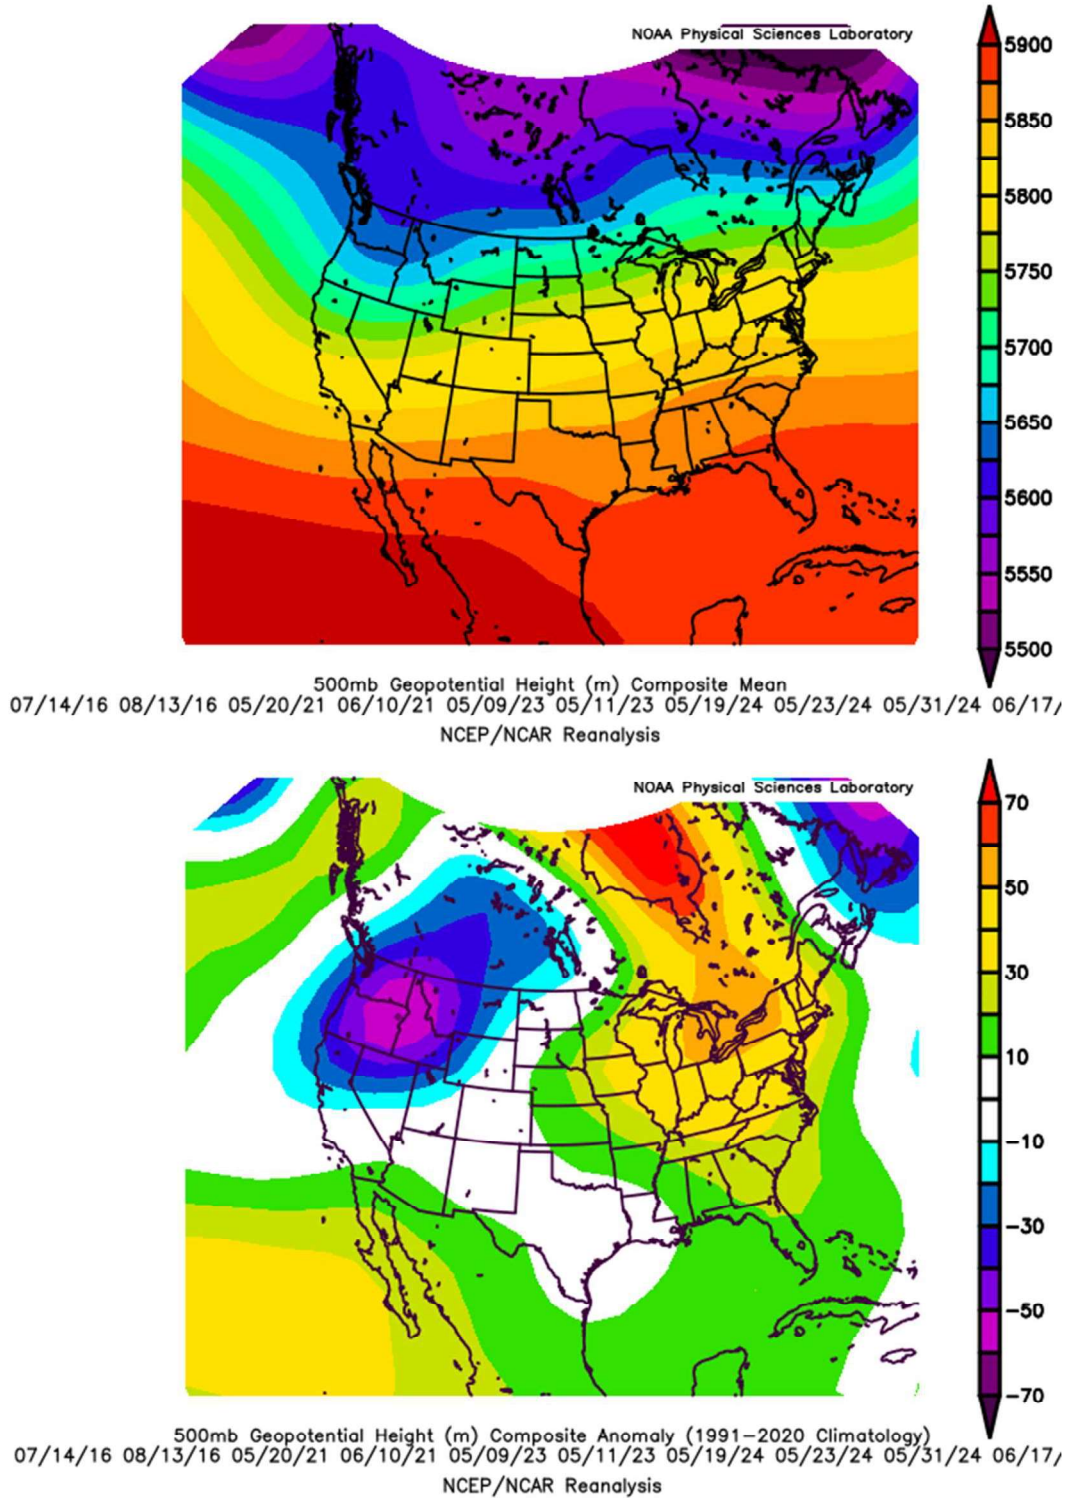 NOAA Physical Sciences Laboratory
5900
5850
5800
5750
5700
5650
5600
5550
5500
500mb Geopotential Height (m) Composite Mean
07/14/16 08/13/16 05/20/21 06/10/21 05/09/23 05/11/23 05/19/24 05/23/24 05/31/24 06/17/
NCEP/NCAR Reanalysis
NOAA Physical Sciences Laboratory
70
50
30
10
-10
-30
-50
-70
500mb Geopotential Height (m) Composite Anomaly (1991-2020 Climatology)
07/14/16 08/13/16 05/20/21 06/10/21 05/09/23 05/11/23 05/19/24 05/23/24 05/31/24 06/17/
NCEP/NCAR Reanalysis